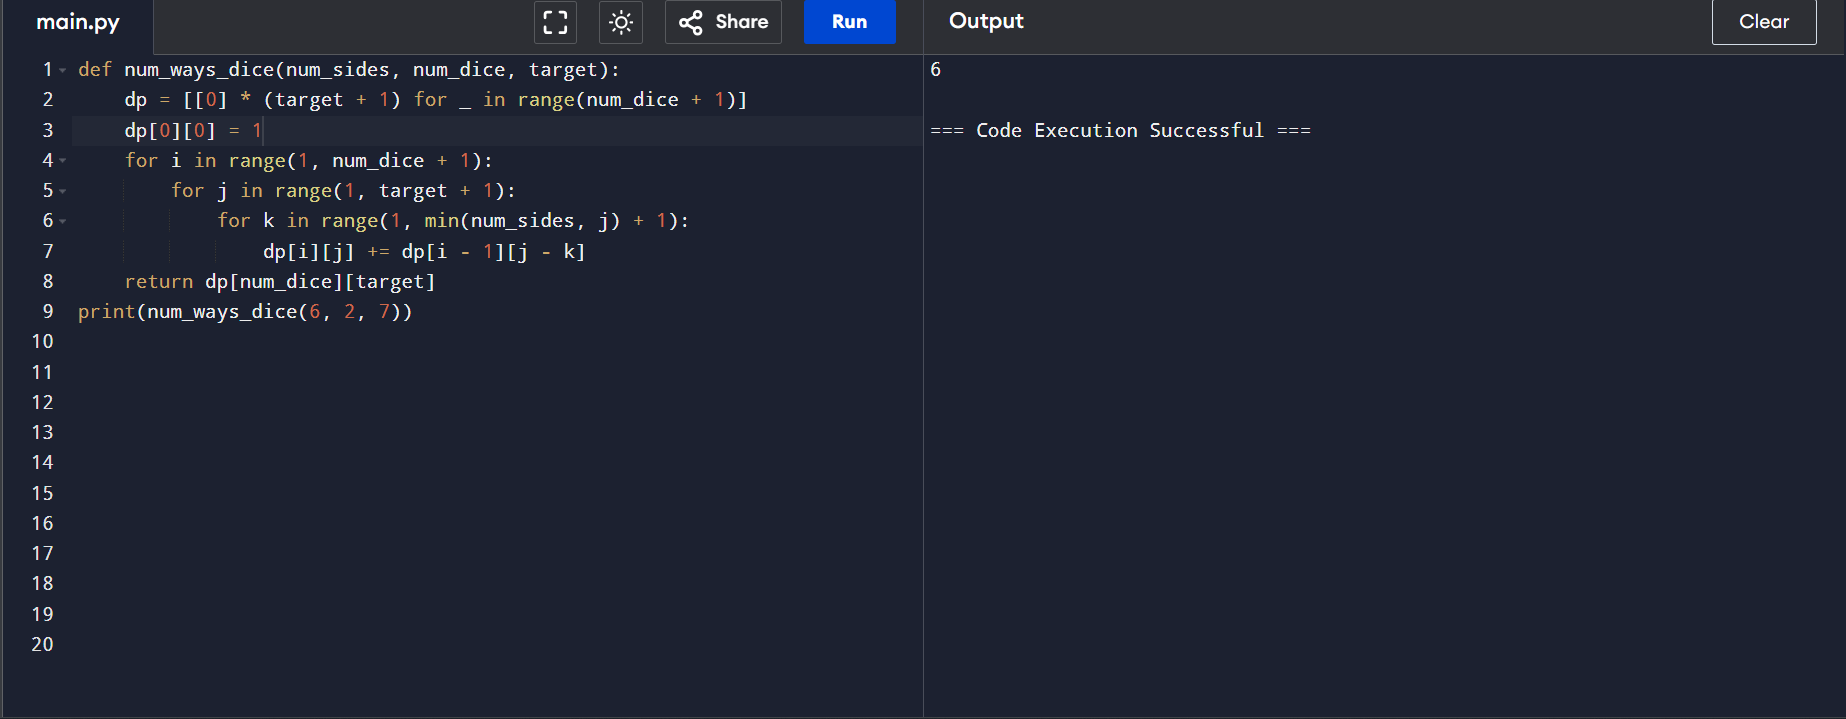 main.py Share Run Output Clear
1 def num_ways_dice(num_sides, num_dice, target):
2     dp = [[0] * (target + 1) for _ in range(num_dice + 1)]
3     dp[0][0] = 1
4     for i in range(1, num_dice + 1):
5         for j in range(1, target + 1):
6             for k in range(1, min(num_sides, j) + 1):
7                 dp[i][j] += dp[i - 1][j - k]
8     return dp[num_dice][target]
9 print(num_ways_dice(6, 2, 7))
10
11
12
13
14
15
16
17
18
19
20
6
=== Code Execution Successful ===